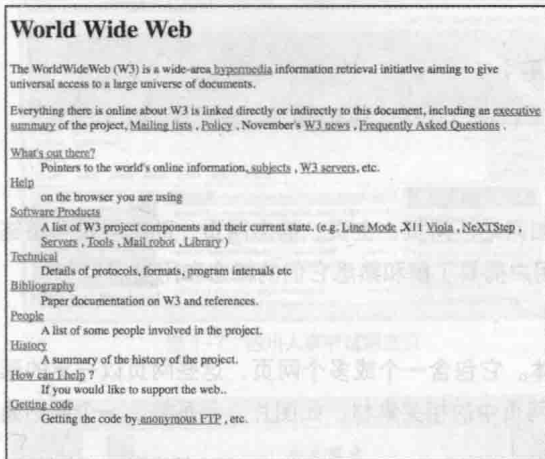 World Wide Web
The WorldWideWeb (W3) is a wide-area hypermedia information retrieval initiative aiming to give
universal access to a large universe of documents.
Everything there is online about W3 is linked directly or indirectly to this document, including an executive
summary of the project, Mailing lists , Policy , November's W3 news , Frequently Asked Questions .
What's out there?
Pointers to the world's online information, subjects , W3 servers, etc.
Help
on the browser you are using
Software Products
A list of W3 project components and their current state. (e.g. Line Mode ,X11 Viola , NeXTStep ,
Servers , Tools , Mail robot , Library )
Technical
Details of protocols, formats, program internals etc
Bibliography
Paper documentation on W3 and references.
People
A list of some people involved in the project.
History
A summary of the history of the project.
How can I help ?
If you would like to support the web..
Getting code
Getting the code by anonymous FTP , etc.